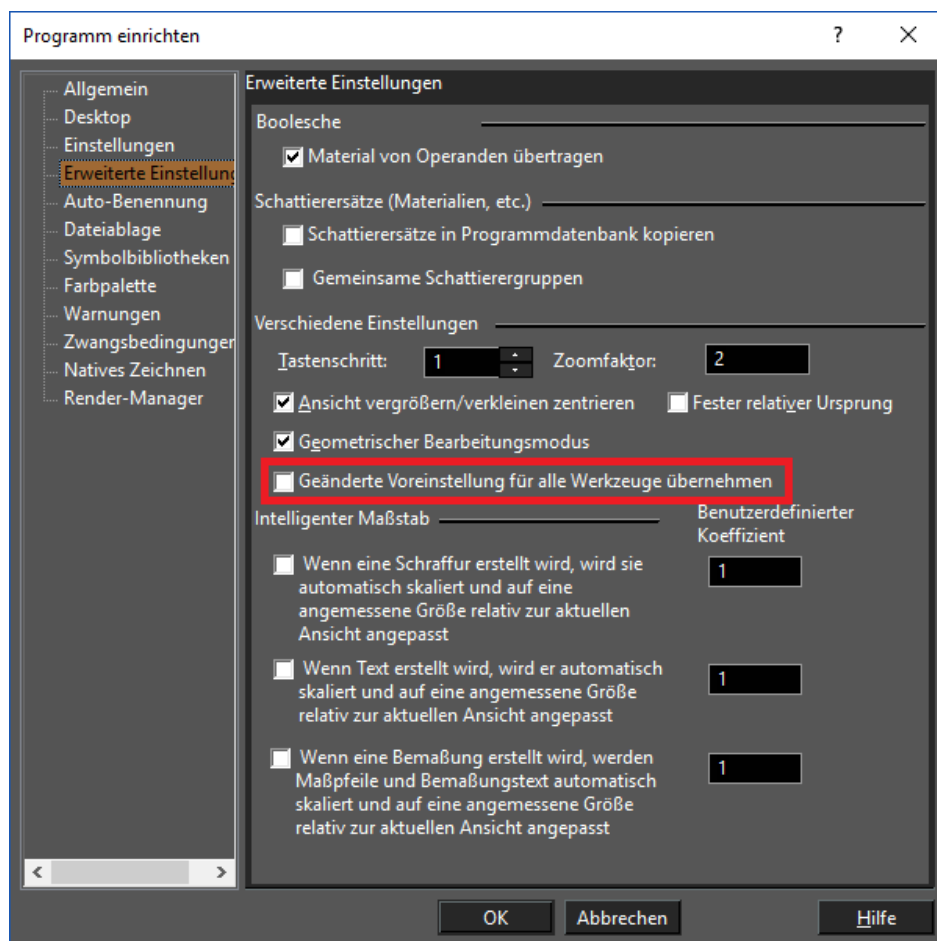 Programm einrichten
?
Allgemein
Desktop
Einstellungen
Erweiterte Einstellung
Auto-Benennung
Dateiablage
Symbolbibliotheken
Farbpalette
Warnungen
Zwangsbedingungen
Natives Zeichnen
Render-Manager
Erweiterte Einstellungen
Boolesche
Material von Operanden übertragen
Schattierersätze (Materialien, etc.)
Schattierersätze in Programmdatenbank kopieren
Gemeinsame Schattierergruppen
Verschiedene Einstellungen
Tastenschritt: 1 Zoomfaktor: 2
Ansicht vergrößern/verkleinen zentrieren Fester relativer Ursprung
Geometrischer Bearbeitungsmodus
Geänderte Voreinstellung für alle Werkzeuge übernehmen
Intelligenter Maßstab
Benutzerdefinierter
Koeffizient
Wenn eine Schraffur erstellt wird, wird sie
automatisch skaliert und auf eine
angemessene Größe relativ zur aktuellen
Ansicht angepasst
1
Wenn Text erstellt wird, wird er automatisch
skaliert und auf eine angemessene Größe
relativ zur aktuellen Ansicht angepasst
1
Wenn eine Bemaßung erstellt wird, werden
Maßpfeile und Bemaßungstext automatisch
skaliert und auf eine angemessene Größe
relativ zur aktuellen Ansicht angepasst
1
OK Abbrechen Hilfe